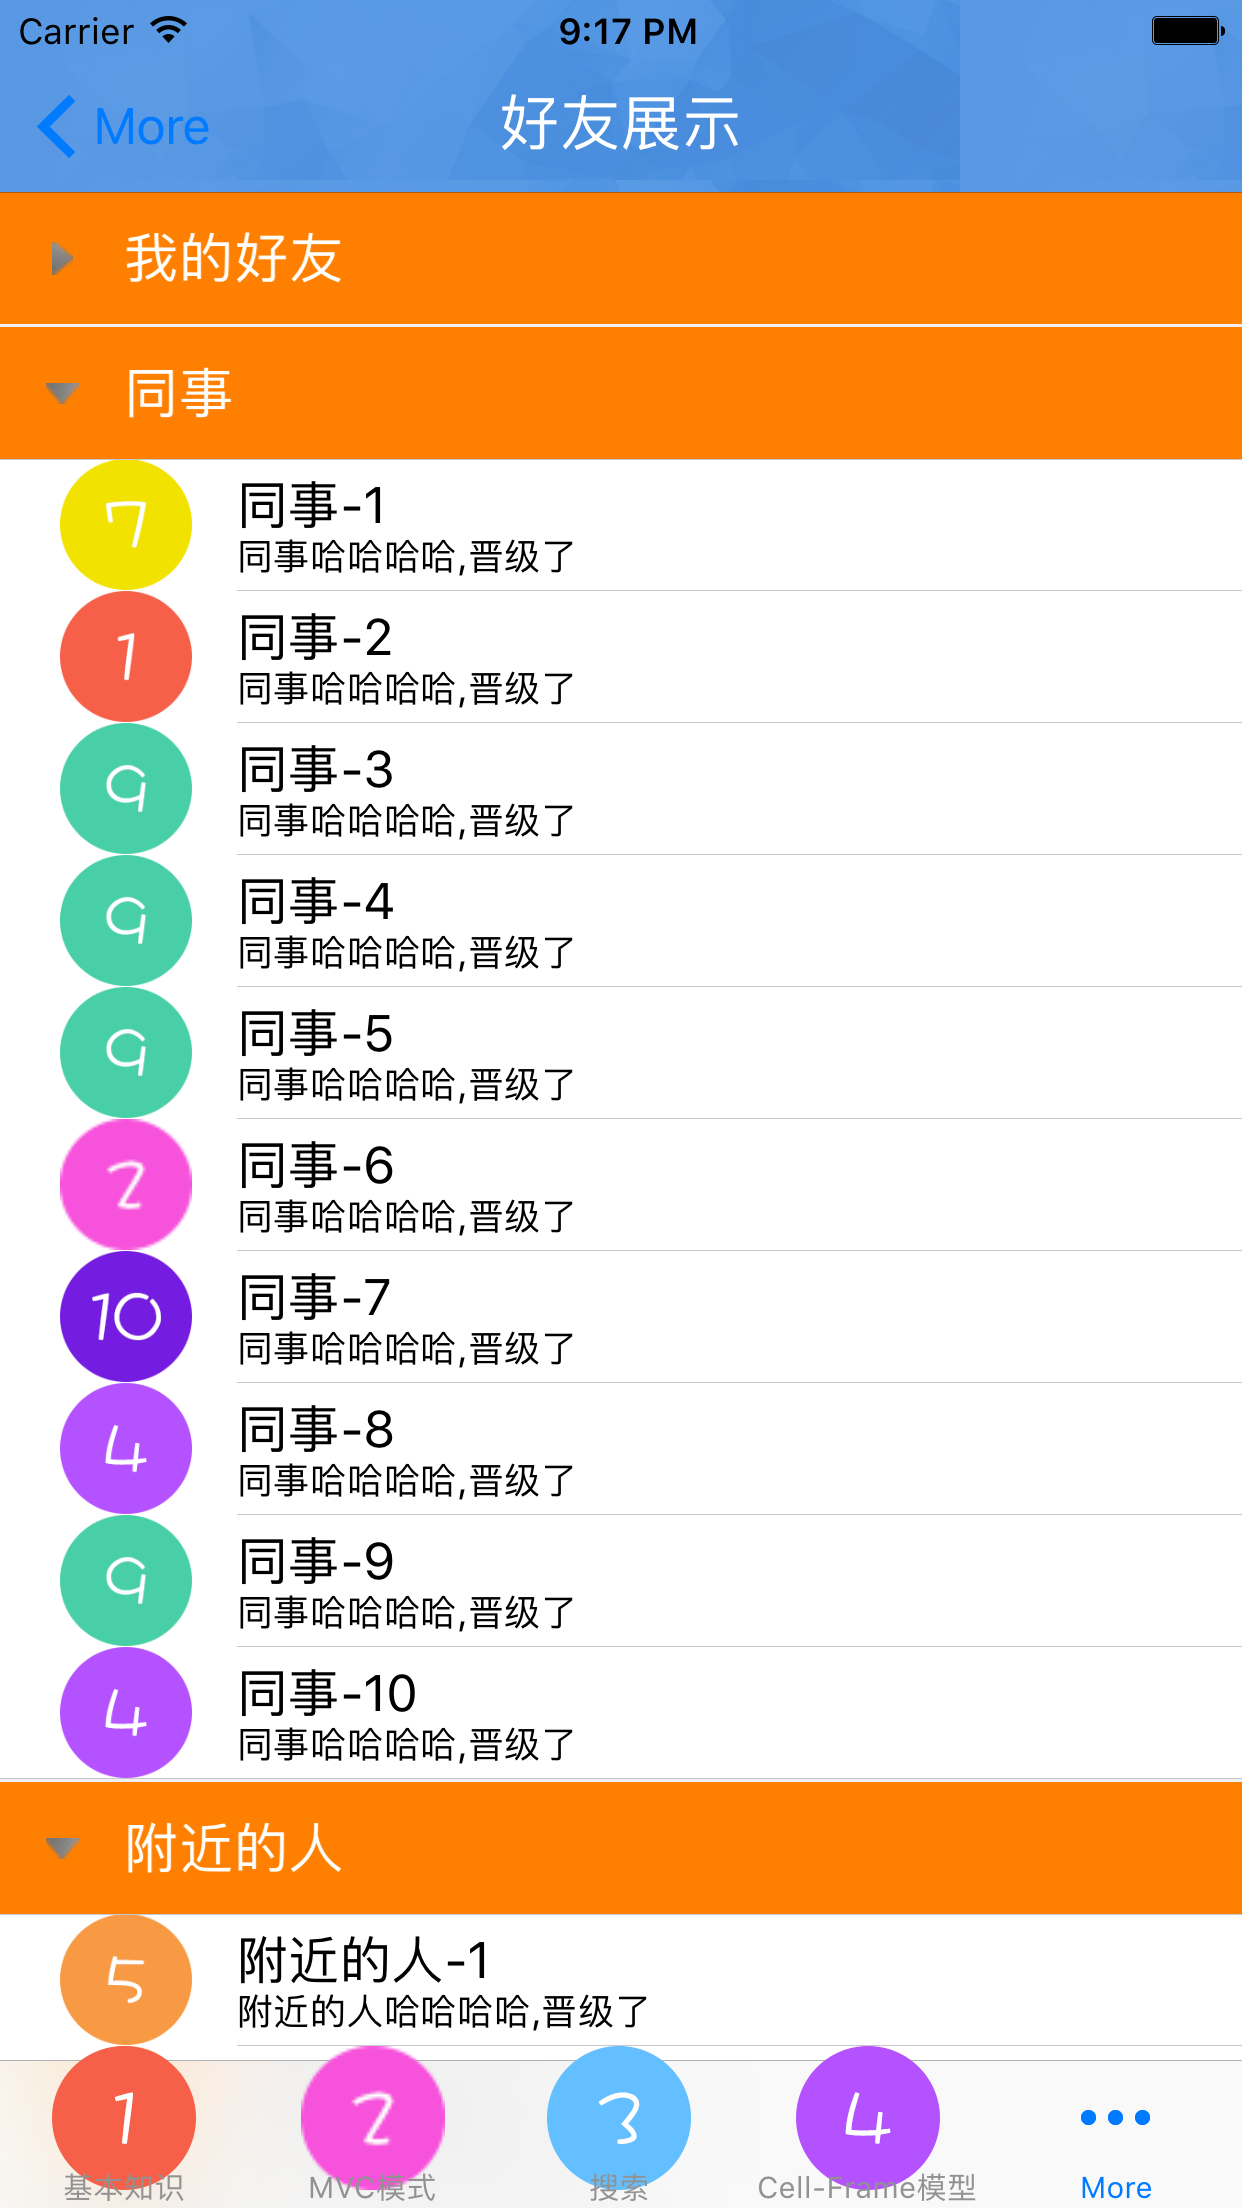 Carrier 9:17 PM
More 好友展示
我的好友
同事
7
同事-1
同事哈哈哈哈,晋级了
1
同事-2
同事哈哈哈哈,晋级了
9
同事-3
同事哈哈哈哈,晋级了
9
同事-4
同事哈哈哈哈,晋级了
9
同事-5
同事哈哈哈哈,晋级了
2
同事-6
同事哈哈哈哈,晋级了
10
同事-7
同事哈哈哈哈,晋级了
4
同事-8
同事哈哈哈哈,晋级了
9
同事-9
同事哈哈哈哈,晋级了
4
同事-10
同事哈哈哈哈,晋级了
附近的人
5
附近的人-1
附近的人哈哈哈哈,晋级了
1 2 3 4
基本知识 MVC模式 搜索 Cell-Frame模型 More